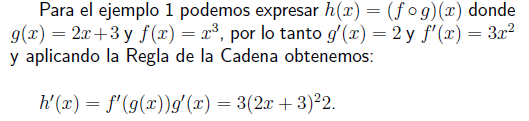 Para el ejemplo 1 podemos expresar h(x) = (f ∘ g)(x) donde
g(x) = 2x+3 y f(x) = x³, por lo tanto g′(x) = 2 y f′(x) = 3x²
y aplicando la Regla de la Cadena obtenemos:
h′(x) = f′(g(x))g′(x) = 3(2x + 3)²2.